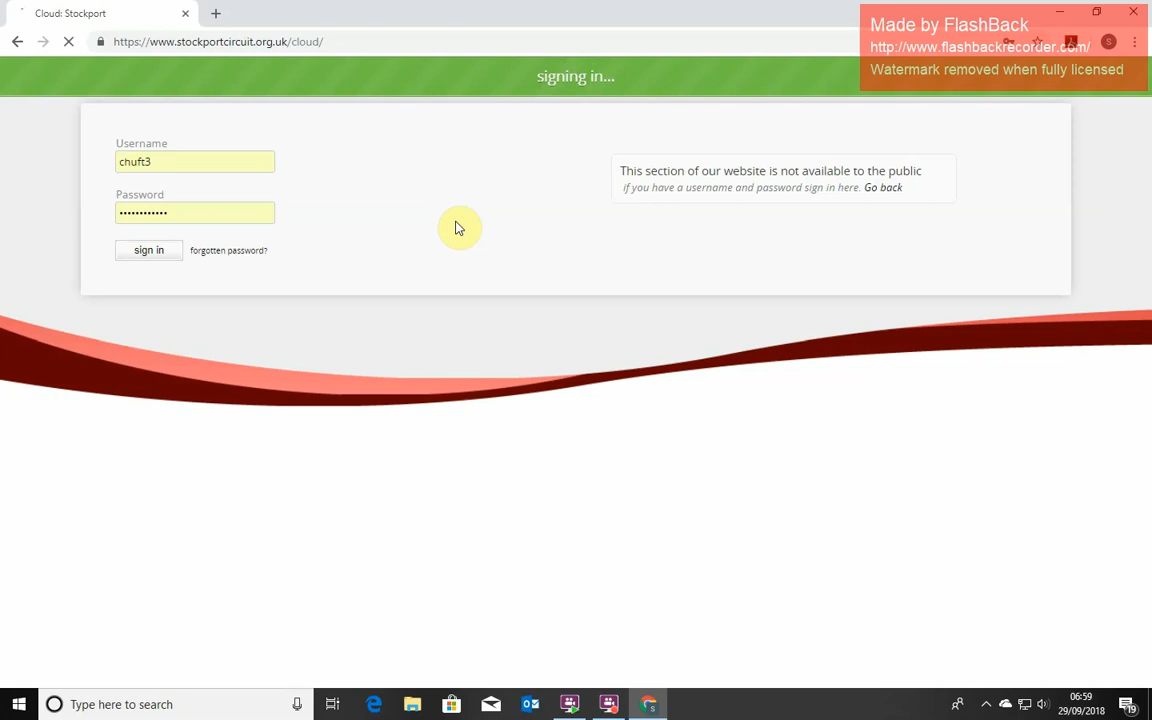 Cloud: Stockport
https://www.stockportcircuit.org.uk/cloud/
Made by FlashBack
http://www.flashbackrecorder.com/
Watermark removed when fully licensed
signing in...
Username
chuft3
Password
••••••••••••
sign in
forgotten password?
This section of our website is not available to the public
if you have a username and password sign in here. Go back
Type here to search
06:59
29/09/2018
19